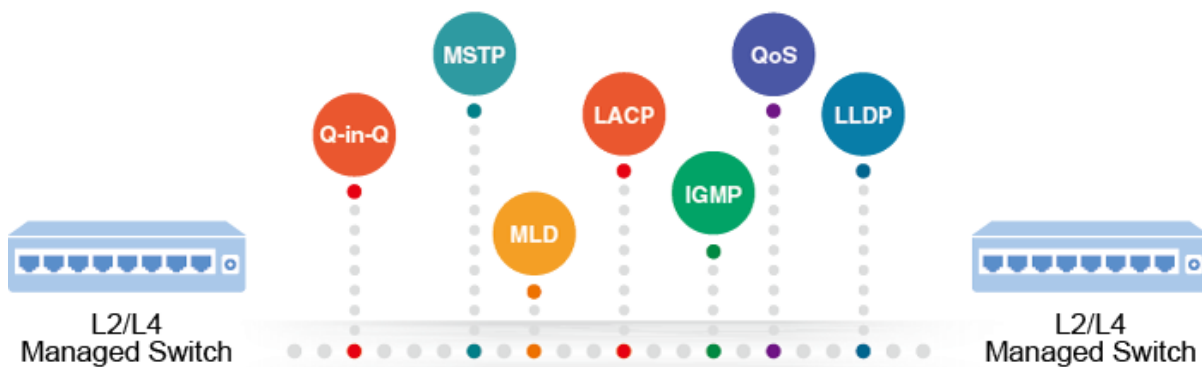 MSTP
QoS
LACP
LLDP
Q-in-Q
IGMP
MLD
L2/L4
Managed Switch
L2/L4
Managed Switch